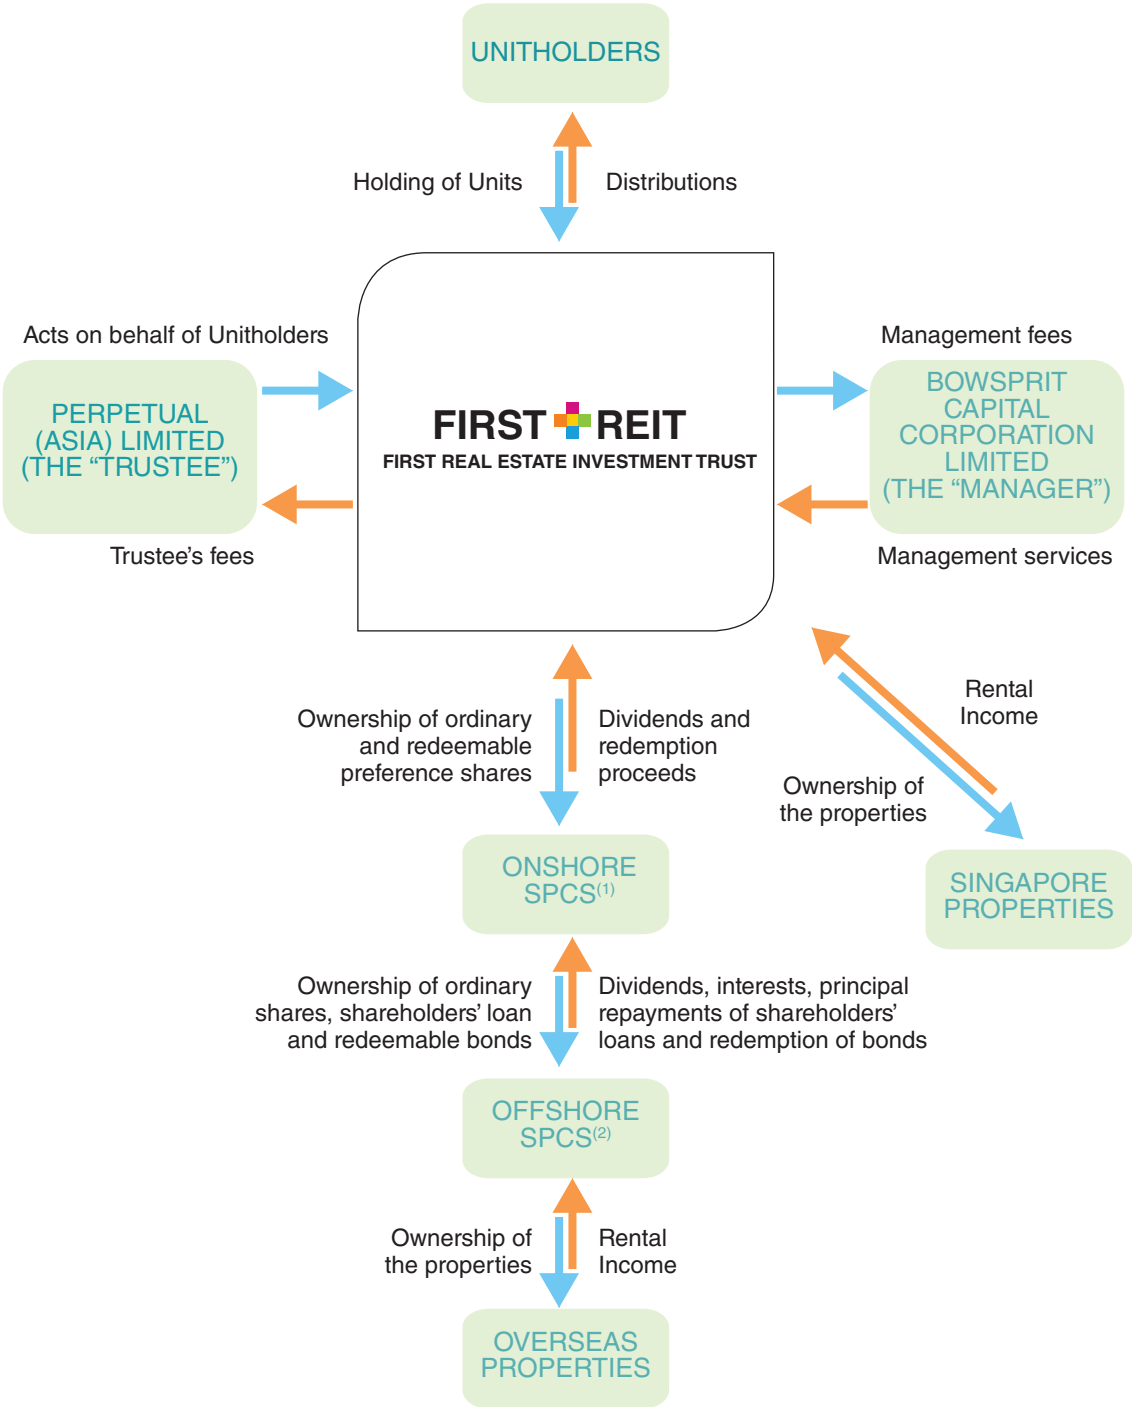 UNITHOLDERS
Holding of Units
Distributions
Acts on behalf of Unitholders
Management fees
PERPETUAL
(ASIA) LIMITED
(THE “TRUSTEE”)
FIRST REIT
FIRST REAL ESTATE INVESTMENT TRUST
BOWSPRIT
CAPITAL
CORPORATION
LIMITED
(THE “MANAGER”)
Trustee’s fees
Management services
Ownership of ordinary
and redeemable
preference shares
Dividends and
redemption
proceeds
Rental
Income
Ownership of
the properties
ONSHORE
SPCS(1)
SINGAPORE
PROPERTIES
Ownership of ordinary
shares, shareholders’ loan
and redeemable bonds
Dividends, interests, principal
repayments of shareholders’
loans and redemption of bonds
OFFSHORE
SPCS(2)
Ownership of
the properties
Rental
Income
OVERSEAS
PROPERTIES